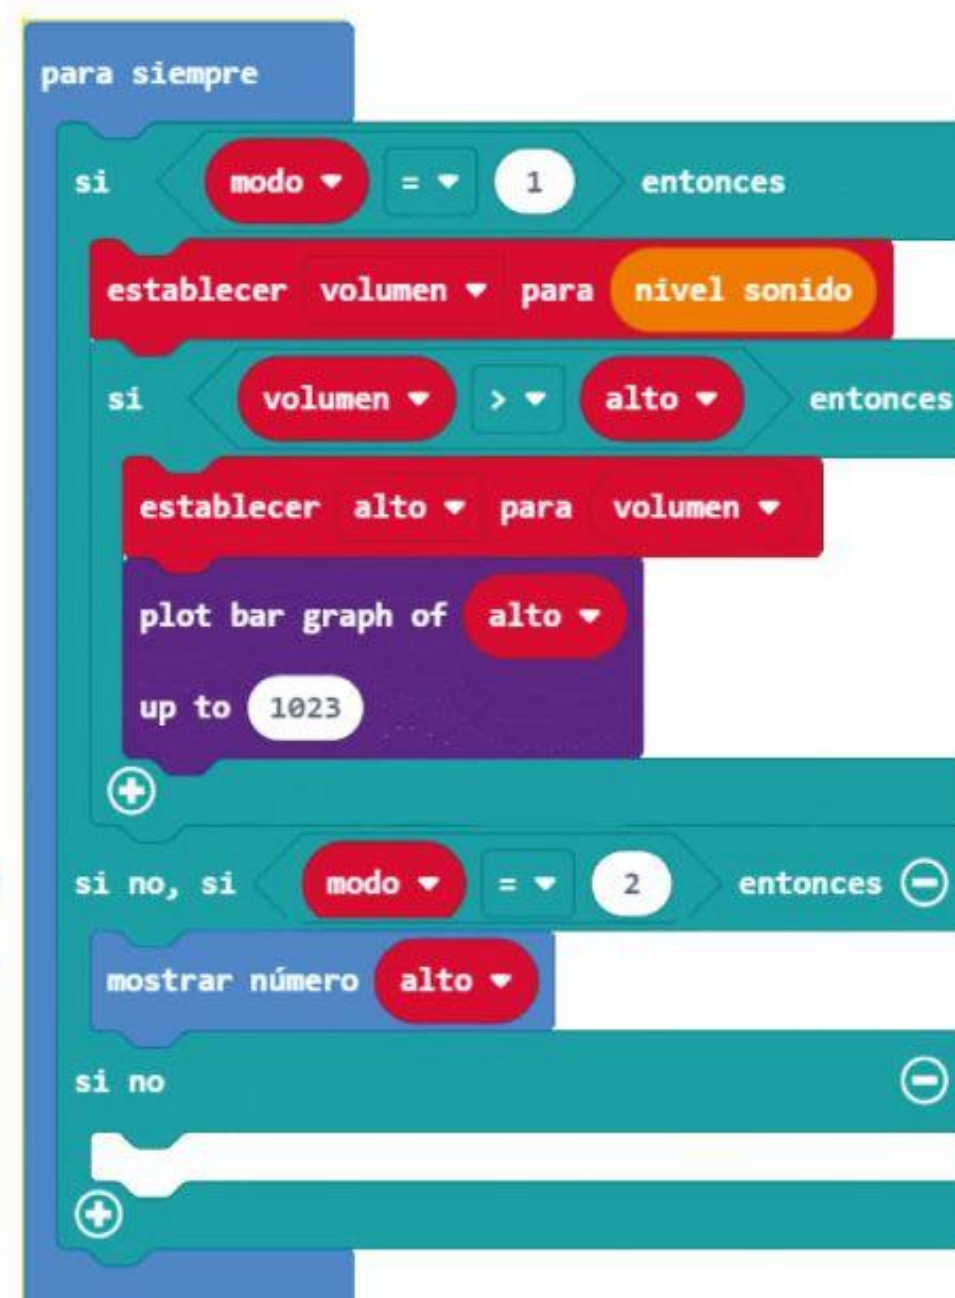 para siempre
si modo = 1 entonces
establecer volumen para nivel sonido
si volumen > alto entonces
establecer alto para volumen
plot bar graph of alto
up to 1023
si no, si modo = 2 entonces
mostrar número alto
si no